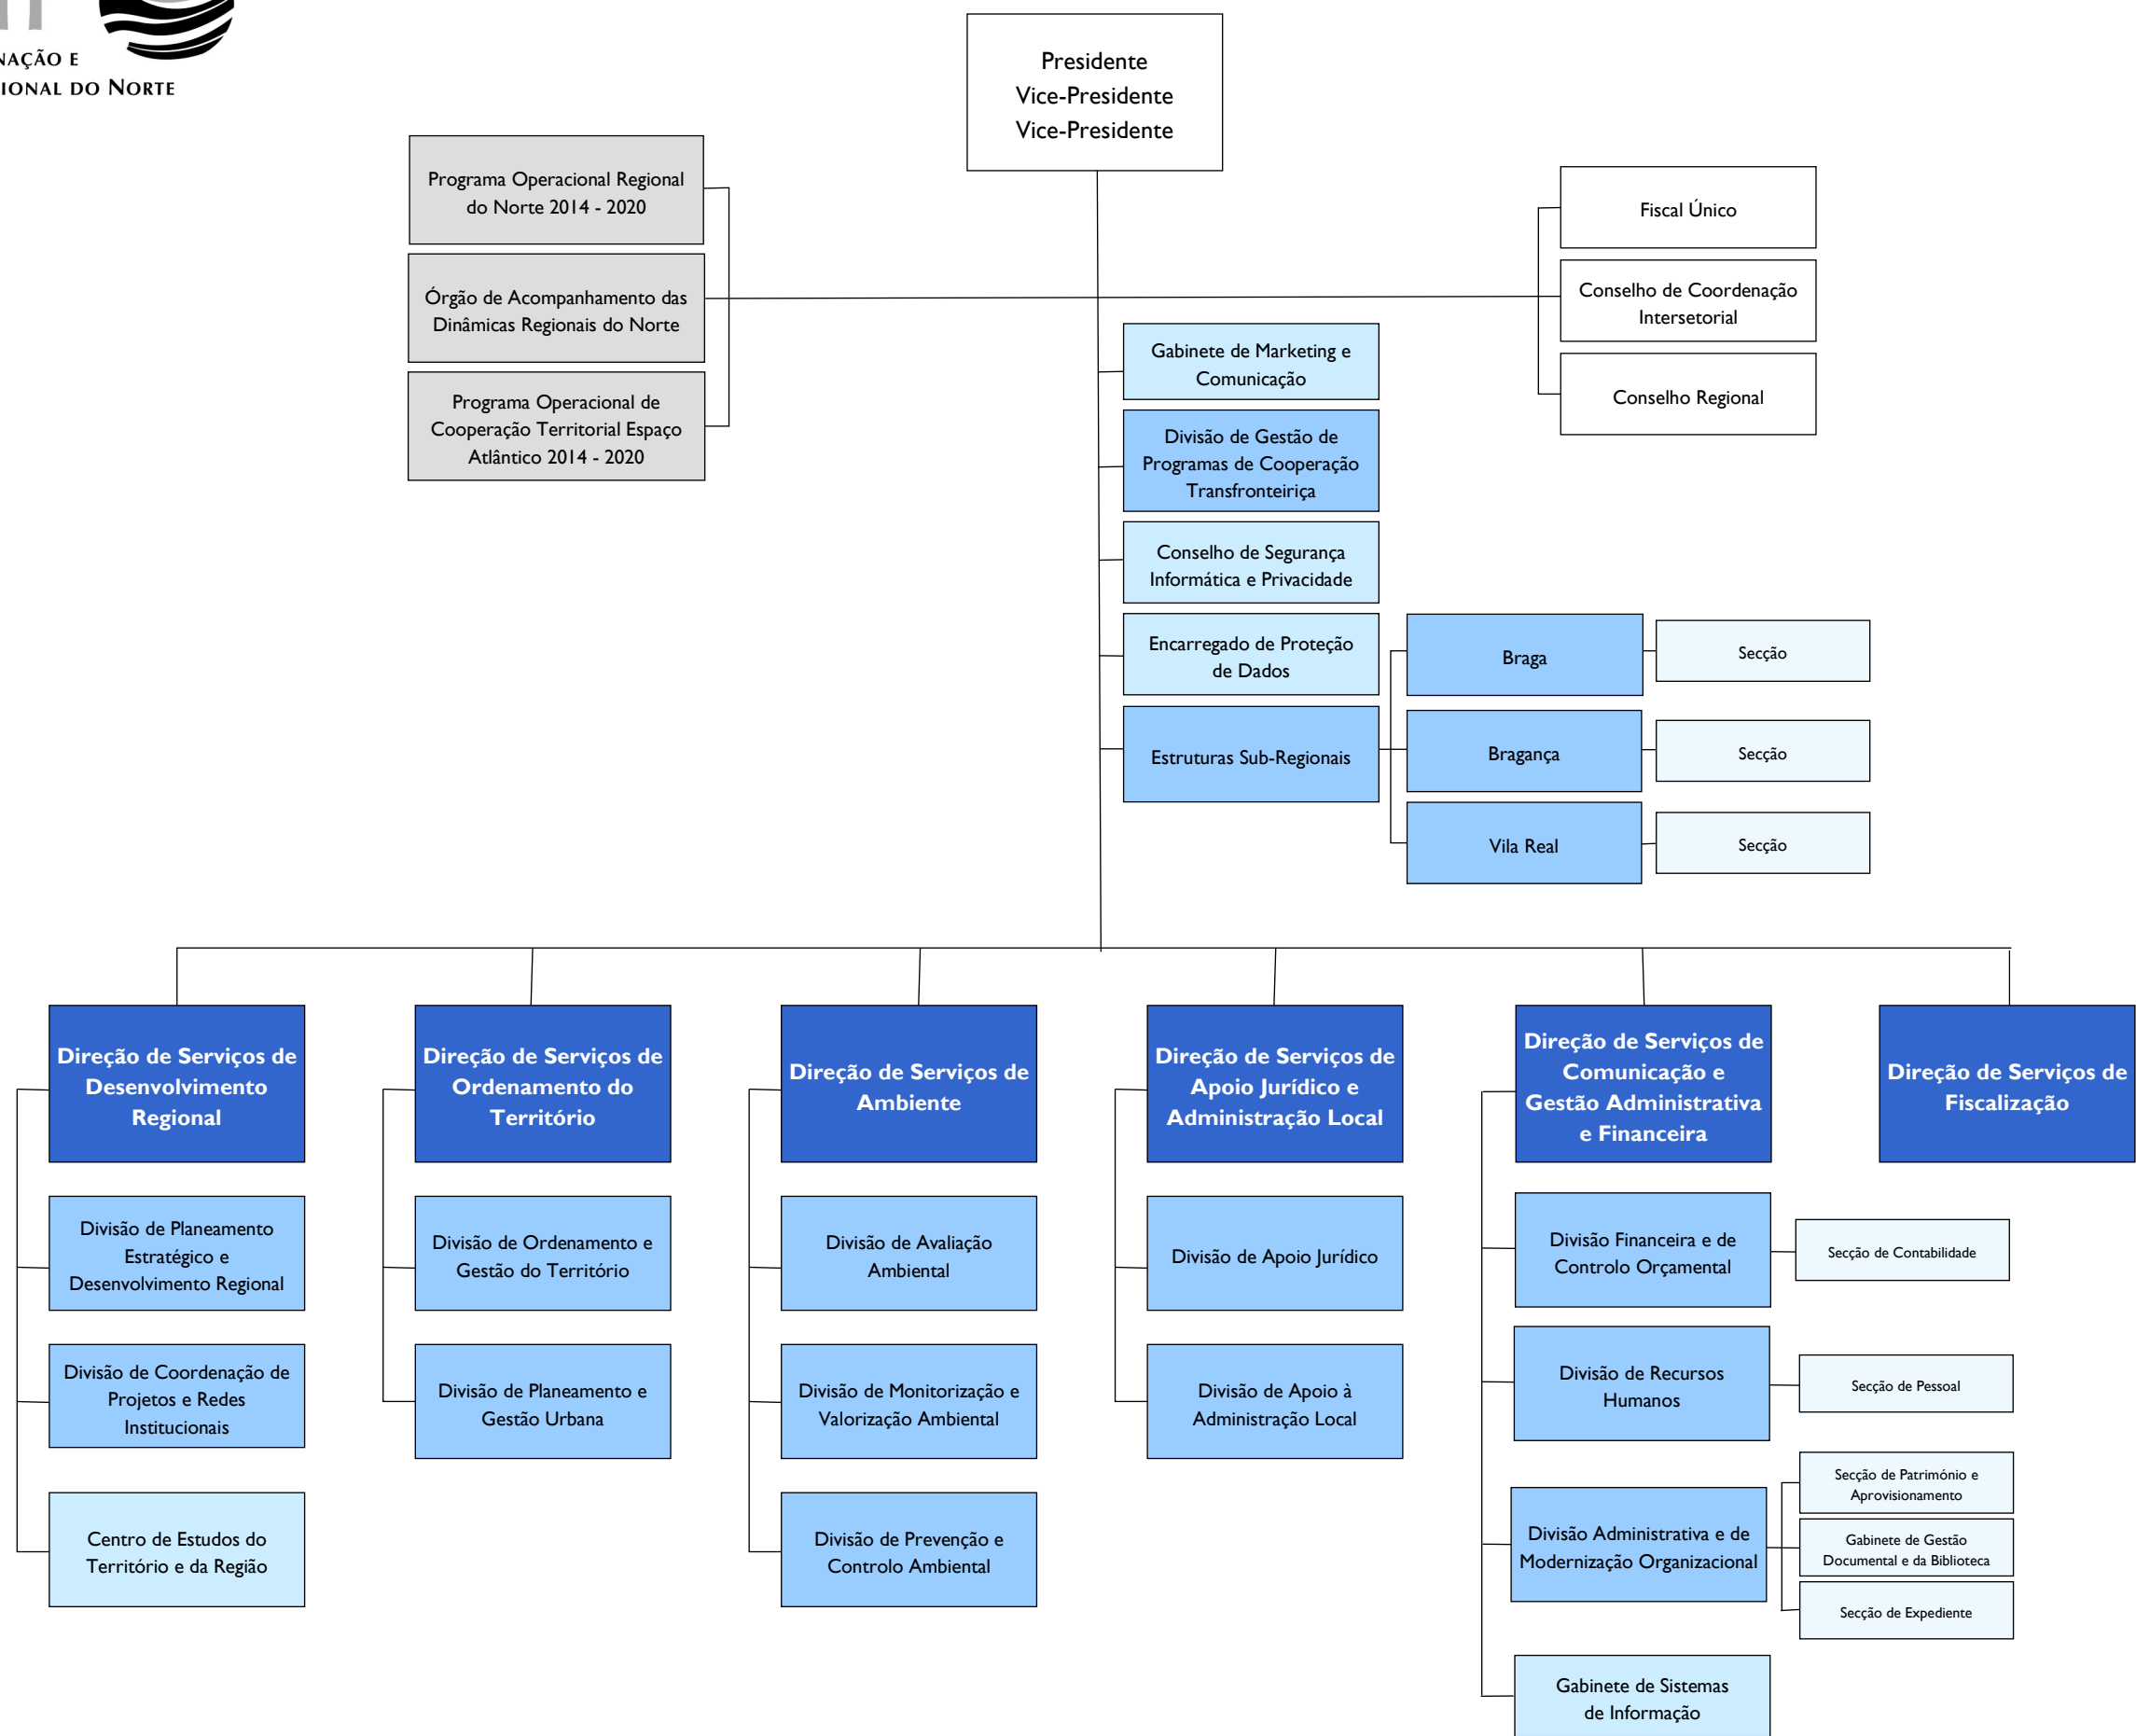 NAÇÃO E
IONAL DO NORTE
Presidente
Vice-Presidente
Vice-Presidente
Programa Operacional Regional
do Norte 2014 - 2020
Órgão de Acompanhamento das
Dinâmicas Regionais do Norte
Programa Operacional de
Cooperação Territorial Espaço
Atlântico 2014 - 2020
Fiscal Único
Conselho de Coordenação
Intersetorial
Conselho Regional
Gabinete de Marketing e
Comunicação
Divisão de Gestão de
Programas de Cooperação
Transfronteiriça
Conselho de Segurança
Informática e Privacidade
Encarregado de Proteção
de Dados
Estruturas Sub-Regionais
Braga
Secção
Bragança
Secção
Vila Real
Secção
Direção de Serviços de
Desenvolvimento
Regional
Divisão de Planeamento
Estratégico e
Desenvolvimento Regional
Divisão de Coordenação de
Projetos e Redes
Institucionais
Centro de Estudos do
Território e da Região
Direção de Serviços de
Ordenamento do
Território
Divisão de Ordenamento e
Gestão do Território
Divisão de Planeamento e
Gestão Urbana
Direção de Serviços de
Ambiente
Divisão de Avaliação
Ambiental
Divisão de Monitorização e
Valorização Ambiental
Divisão de Prevenção e
Controlo Ambiental
Direção de Serviços de
Apoio Jurídico e
Administração Local
Divisão de Apoio Jurídico
Divisão de Apoio à
Administração Local
Direção de Serviços de
Comunicação e
Gestão Administrativa
e Financeira
Divisão Financeira e de
Controlo Orçamental
Secção de Contabilidade
Divisão de Recursos
Humanos
Secção de Pessoal
Divisão Administrativa e de
Modernização Organizacional
Secção de Património e
Aprovisionamento
Gabinete de Gestão
Documental e da Biblioteca
Secção de Expediente
Gabinete de Sistemas
de Informação
Direção de Serviços de
Fiscalização